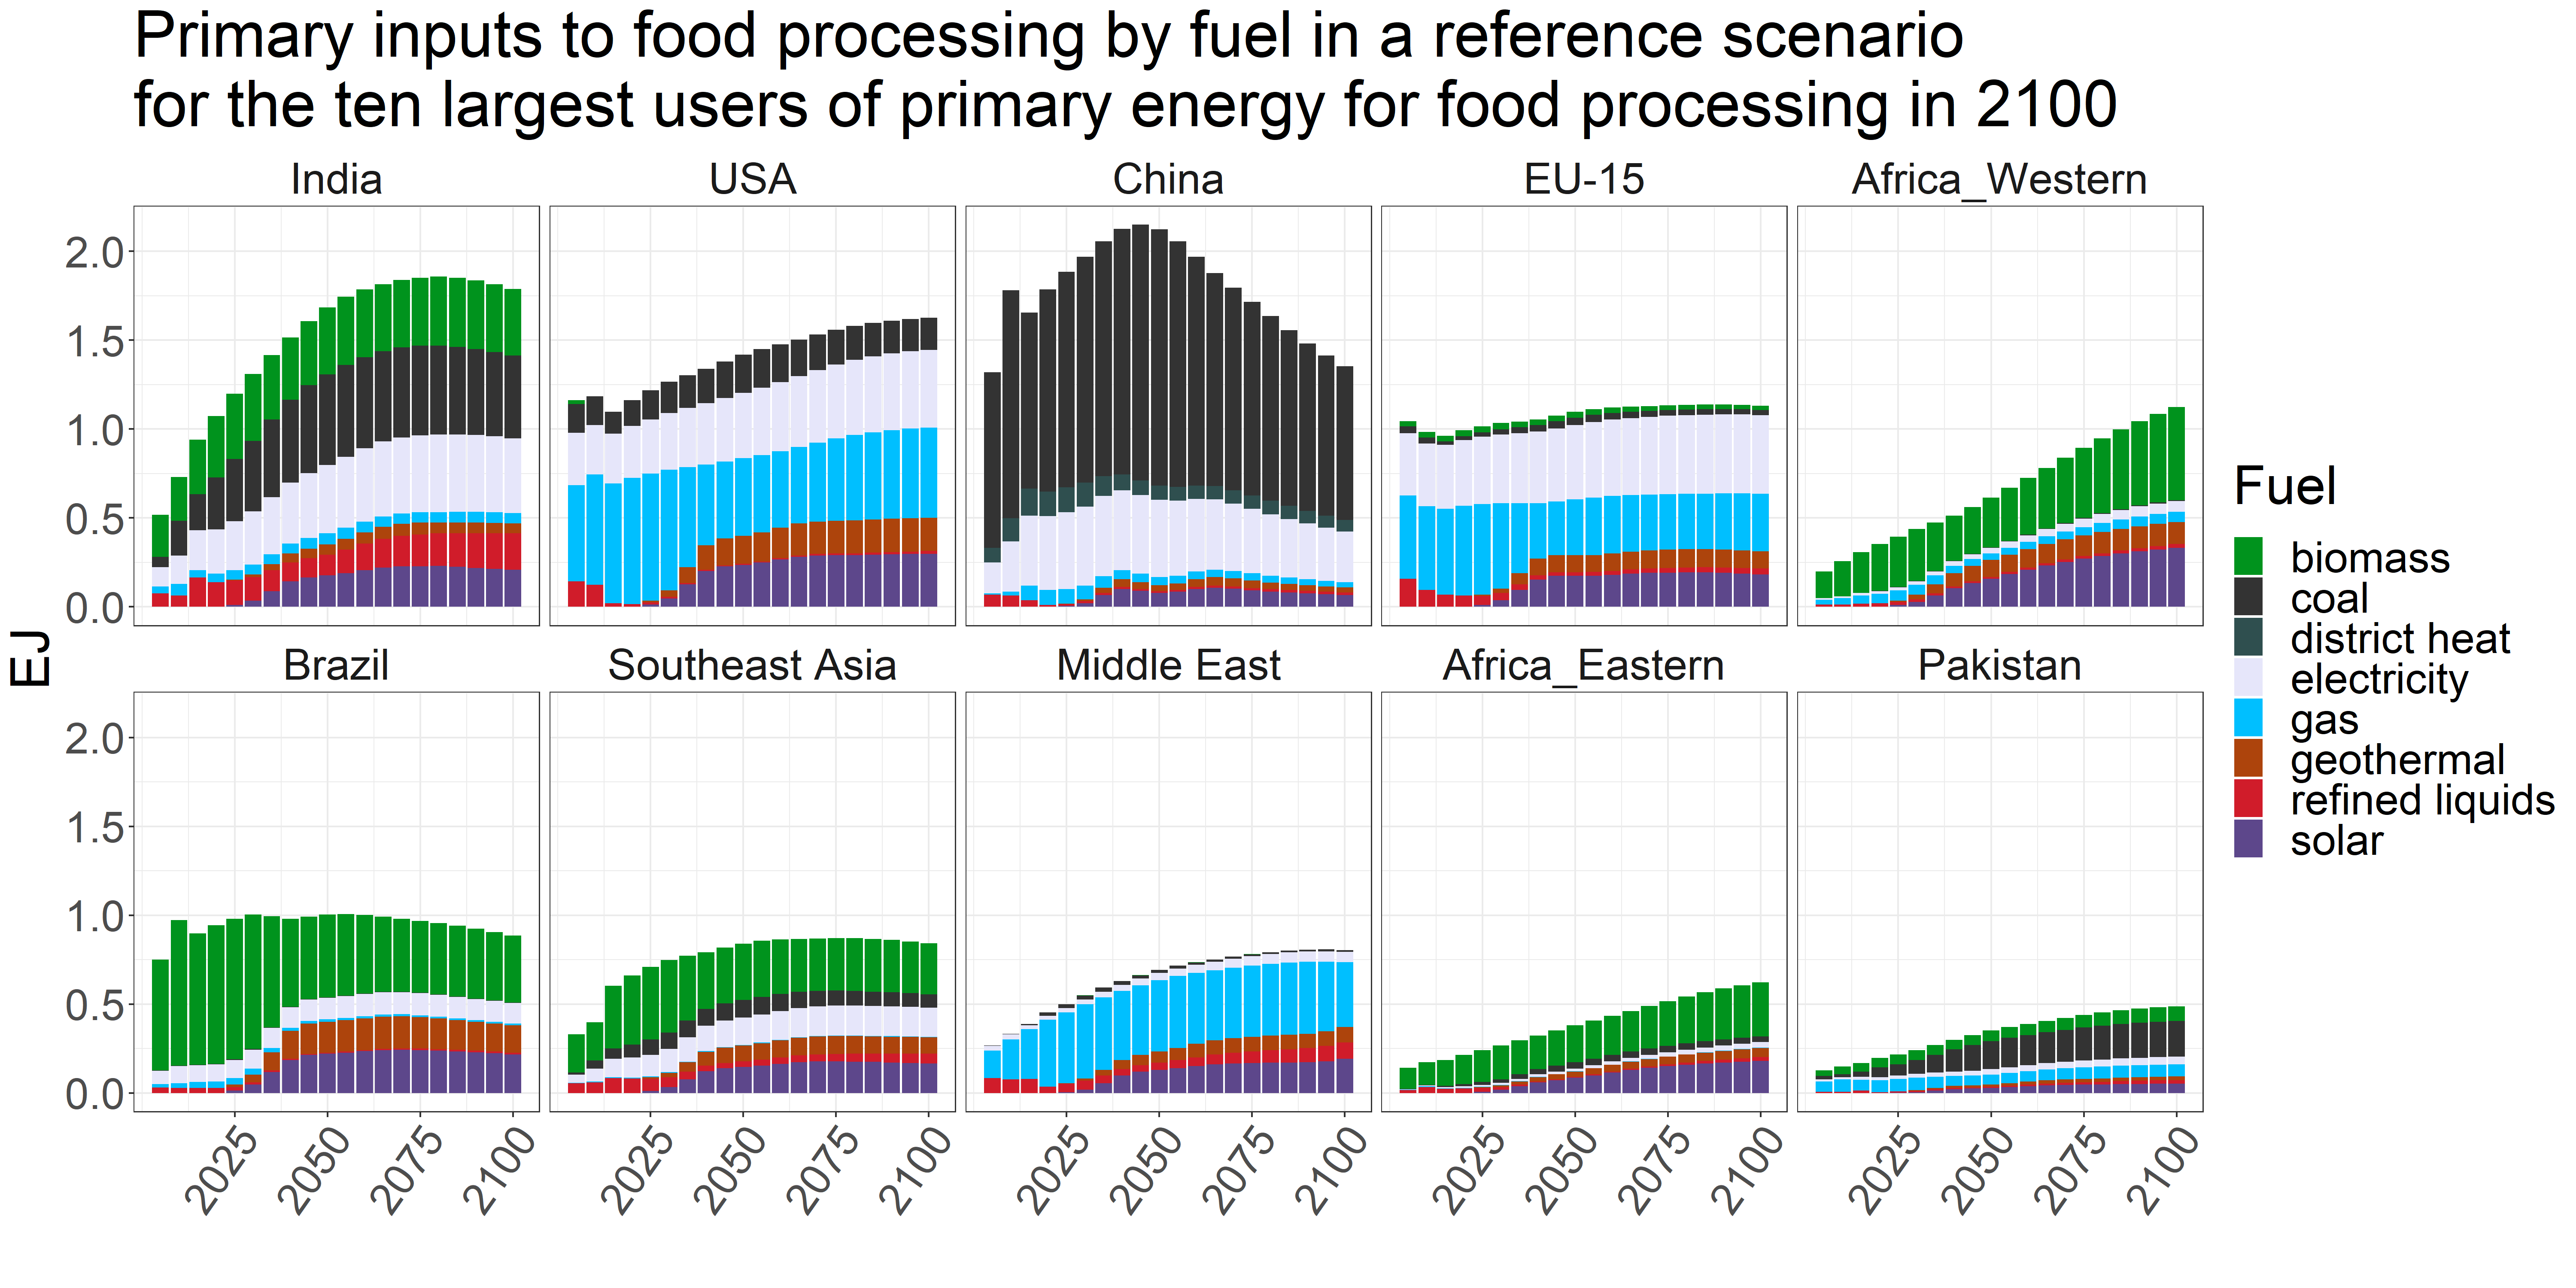 Primary inputs to food processing by fuel in a reference scenario
for the ten largest users of primary energy for food processing in 2100
India
USA
China
EU-15
Africa_Western
2.0
1.5
1.0
0.5
0.0
EJ
Brazil
Southeast Asia
Middle East
Africa_Eastern
Pakistan
2.0
1.5
1.0
0.5
0.0
2025 2050 2075 2100
2025 2050 2075 2100
2025 2050 2075 2100
2025 2050 2075 2100
2025 2050 2075 2100
Fuel
biomass
coal
district heat
electricity
gas
geothermal
refined liquids
solar